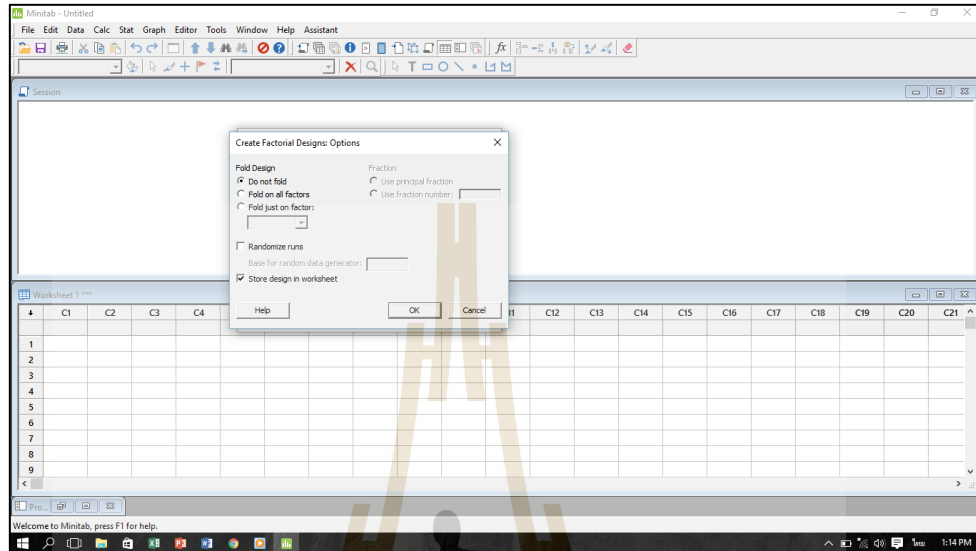 Minitab - Untitled
File Edit Data Calc Stat Graph Editor Tools Window Help Assistant
Session
Create Factorial Designs: Options
Fold Design
Do not fold
Fold on all factors
Fold just on factor:
Fraction
Use principal fraction
Use fraction number:
Randomize runs
Base for random data generator:
Store design in worksheet
Help OK Cancel
Worksheet 1 ***
C1 C2 C3 C4 C12 C13 C14 C15 C16 C17 C18 C19 C20 C21
1
2
3
4
5
6
7
8
9
Pro...
Welcome to Minitab, press F1 for help.
ไทย 1:14 PM